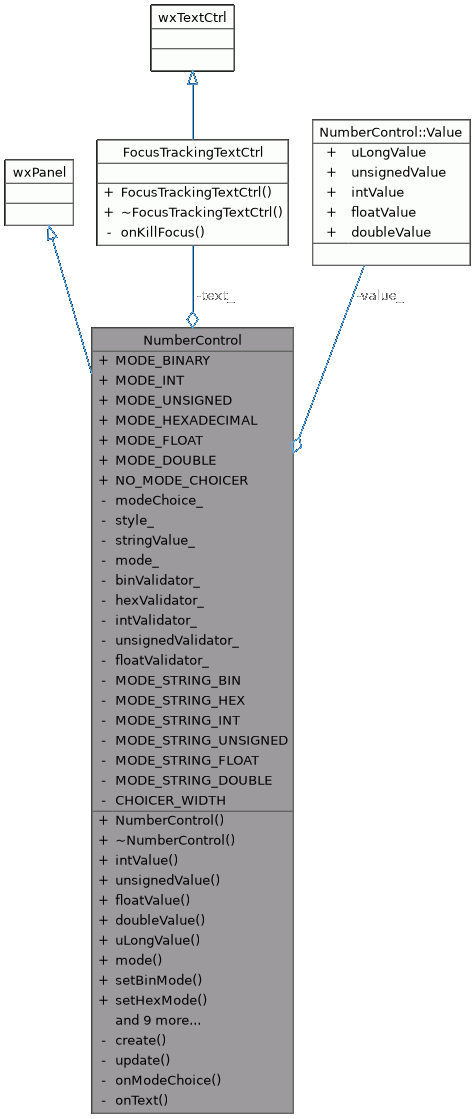 wxTextCtrl
FocusTrackingTextCtrl
+ FocusTrackingTextCtrl()
+ ~FocusTrackingTextCtrl()
- onKillFocus()
NumberControl::Value
+ uLongValue
+ unsignedValue
+ intValue
+ floatValue
+ doubleValue
wxPanel
-text_
-value_
NumberControl
+ MODE_BINARY
+ MODE_INT
+ MODE_UNSIGNED
+ MODE_HEXADECIMAL
+ MODE_FLOAT
+ MODE_DOUBLE
+ NO_MODE_CHOICER
- modeChoice_
- style_
- stringValue_
- mode_
- binValidator_
- hexValidator_
- intValidator_
- unsignedValidator_
- floatValidator_
- MODE_STRING_BIN
- MODE_STRING_HEX
- MODE_STRING_INT
- MODE_STRING_UNSIGNED
- MODE_STRING_FLOAT
- MODE_STRING_DOUBLE
- CHOICER_WIDTH
+ NumberControl()
+ ~NumberControl()
+ intValue()
+ unsignedValue()
+ floatValue()
+ doubleValue()
+ uLongValue()
+ mode()
+ setBinMode()
+ setHexMode()
and 9 more...
- create()
- update()
- onModeChoice()
- onText()